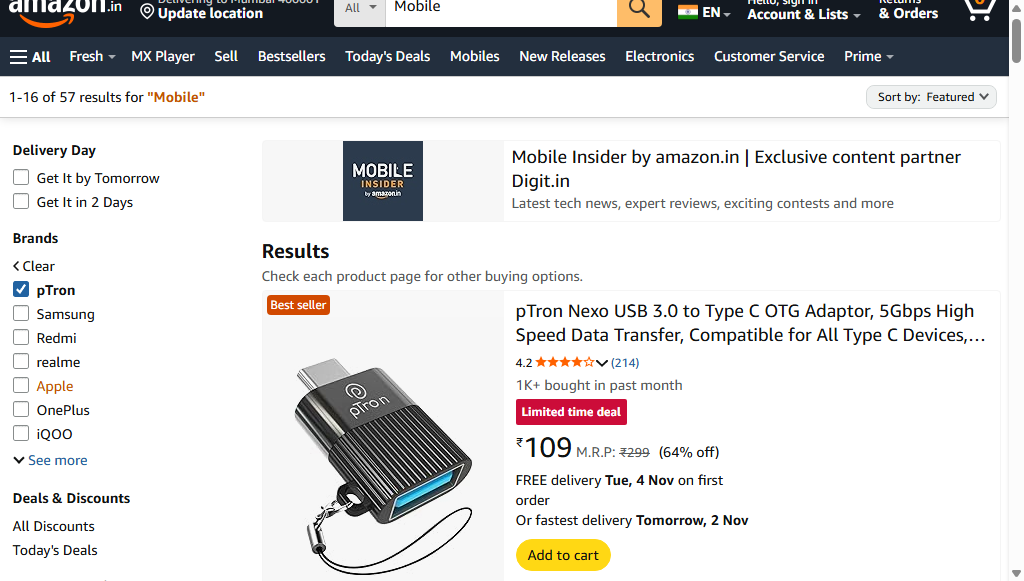 amazon.in
Delivering to Mumbai 400001
Update location
All
Mobile
EN
Hello, sign in
Account & Lists
Returns
& Orders
0
All
Fresh
MX Player
Sell
Bestsellers
Today's Deals
Mobiles
New Releases
Electronics
Customer Service
Prime
1-16 of 57 results for "Mobile"
Sort by: Featured
Delivery Day
Get It by Tomorrow
Get It in 2 Days
Brands
Clear
pTron
Samsung
Redmi
realme
Apple
OnePlus
iQOO
See more
Deals & Discounts
All Discounts
Today's Deals
MOBILE
INSIDER
by amazon.in
Mobile Insider by amazon.in | Exclusive content partner
Digit.in
Latest tech news, expert reviews, exciting contests and more
Results
Check each product page for other buying options.
Best seller
pTron
pTron Nexo USB 3.0 to Type C OTG Adaptor, 5Gbps High
Speed Data Transfer, Compatible for All Type C Devices,…
4.2 (214)
1K+ bought in past month
Limited time deal
₹109 M.R.P: ₹299 (64% off)
FREE delivery Tue, 4 Nov on first
order
Or fastest delivery Tomorrow, 2 Nov
Add to cart